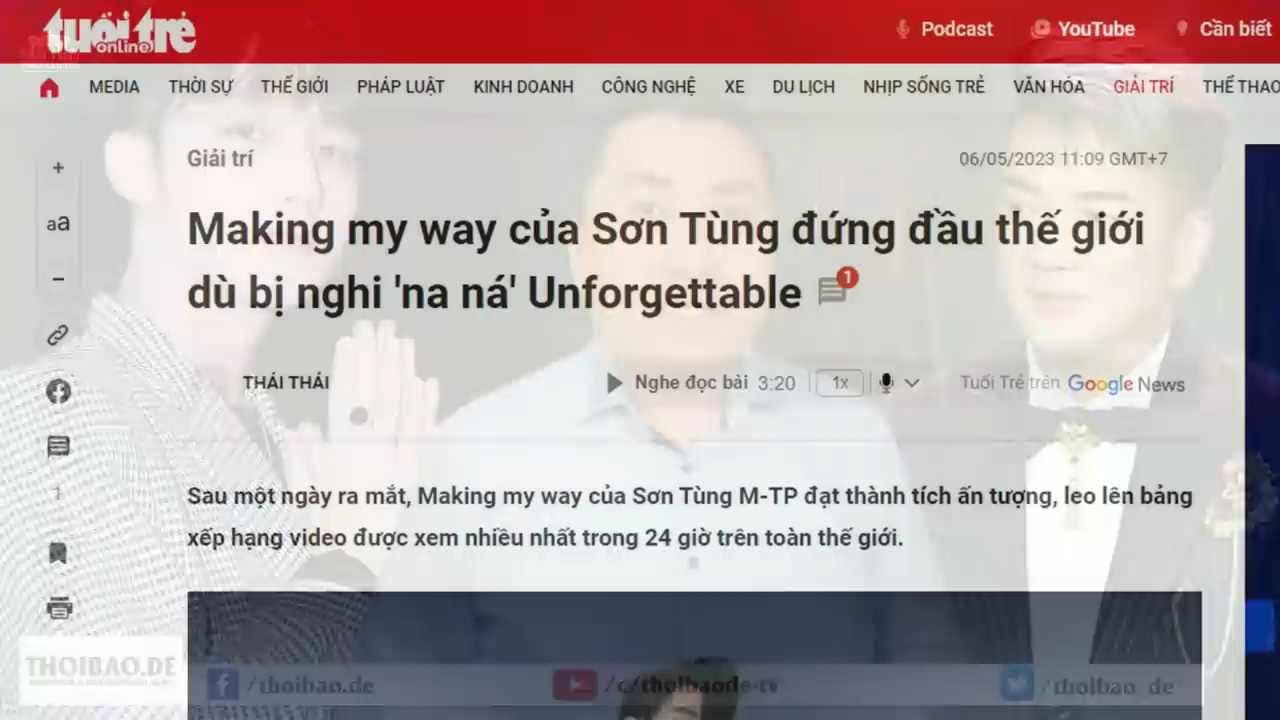 tuổi trẻ
online
Podcast
YouTube
Cần biết
MEDIA THỜI SỰ THẾ GIỚI PHÁP LUẬT KINH DOANH CÔNG NGHỆ XE DU LỊCH NHỊP SỐNG TRẺ VĂN HÓA GIẢI TRÍ THỂ THAO
+
aa
−
Giải trí
06/05/2023 11:09 GMT+7
Making my way của Sơn Tùng đứng đầu thế giới
dù bị nghi 'na ná' Unforgettable
1
THÁI THÁI
Nghe đọc bài 3:20
1x
Tuổi Trẻ trên Google News
1
Sau một ngày ra mắt, Making my way của Sơn Tùng M-TP đạt thành tích ấn tượng, leo lên bảng
xếp hạng video được xem nhiều nhất trong 24 giờ trên toàn thế giới.
THOIBAO.DE
/thoibao.de
/c/thoibaode-tv
/thoibao_de